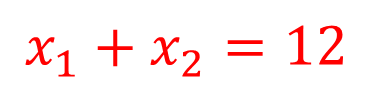 x₁ + x₂ = 12